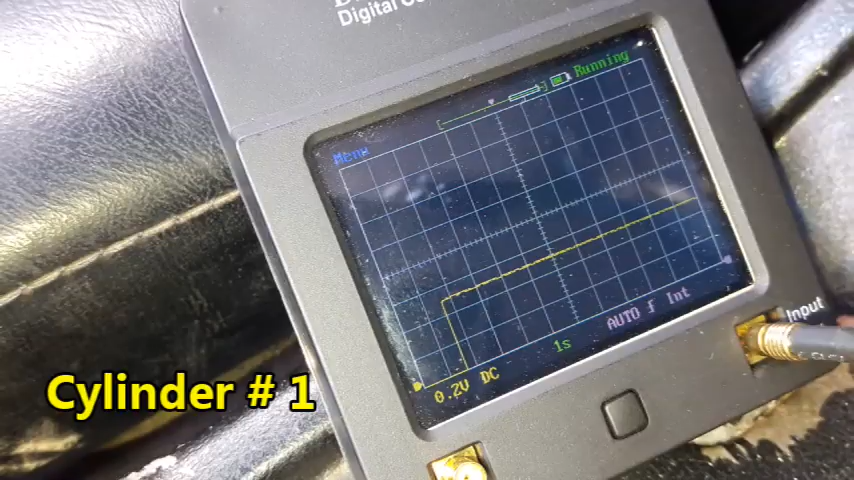 Digital
Running
Menu
AUTO f Int
1s
0.2V DC
Input
Cylinder # 1